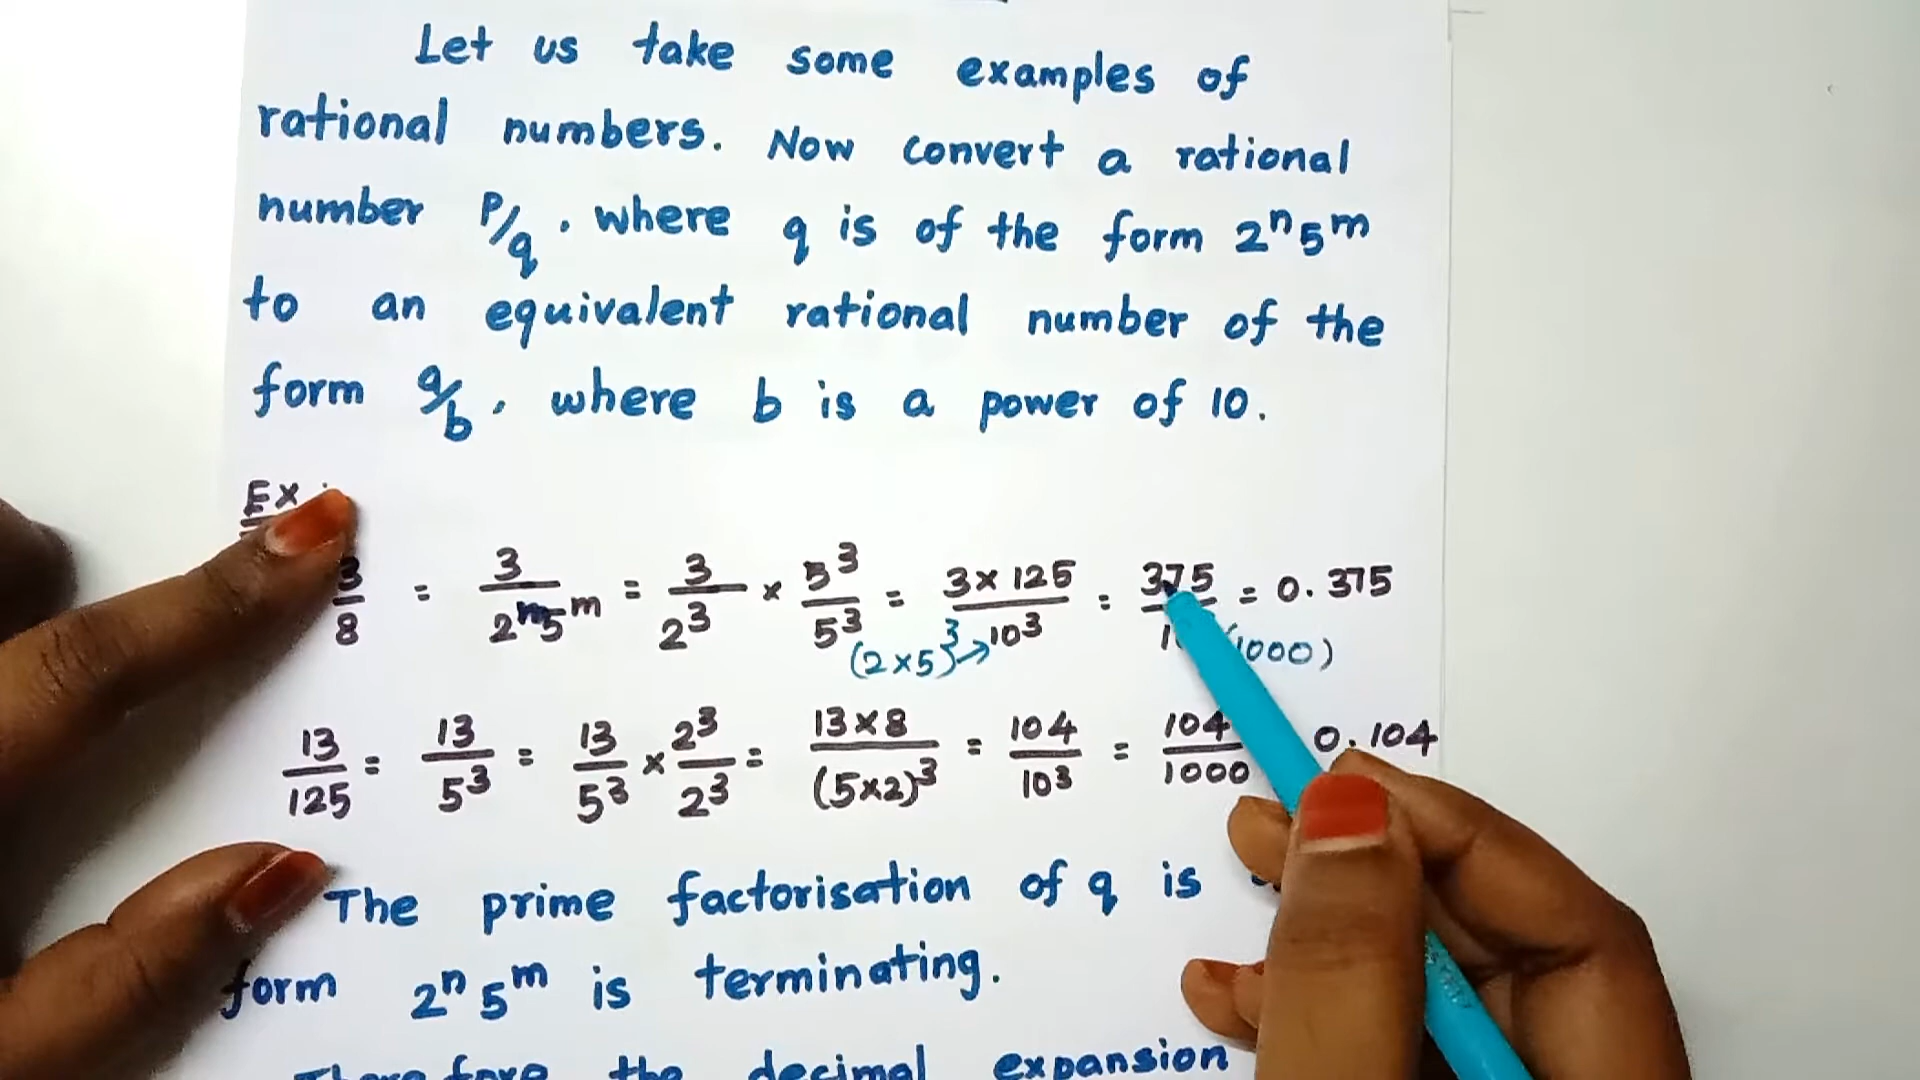 Let us take some examples of
rational numbers. Now convert a rational
number P/q. where q is of the form 2ⁿ5ᵐ
to an equivalent rational number of the
form a/b, where b is a power of 10.
Ex :
3/8 = 3/2ⁿ5ᵐ = 3/2³ × 5³/5³ = 3×125/10³ = 375/ = 0.375
(2×5)³→ 1000)
13/125 = 13/5³ = 13/5³ × 2³/2³ = 13×8/(5×2)³ = 104/10³ = 104/1000 0.104
The prime factorisation of q is
form 2ⁿ5ᵐ is terminating.
Therefore the decimal expansion